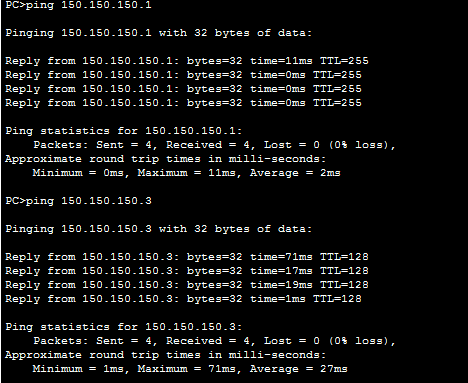 PC>ping 150.150.150.1
Pinging 150.150.150.1 with 32 bytes of data:
Reply from 150.150.150.1: bytes=32 time=11ms TTL=255
Reply from 150.150.150.1: bytes=32 time=0ms TTL=255
Reply from 150.150.150.1: bytes=32 time=0ms TTL=255
Reply from 150.150.150.1: bytes=32 time=0ms TTL=255
Ping statistics for 150.150.150.1:
    Packets: Sent = 4, Received = 4, Lost = 0 (0% loss),
Approximate round trip times in milli-seconds:
    Minimum = 0ms, Maximum = 11ms, Average = 2ms
PC>ping 150.150.150.3
Pinging 150.150.150.3 with 32 bytes of data:
Reply from 150.150.150.3: bytes=32 time=71ms TTL=128
Reply from 150.150.150.3: bytes=32 time=17ms TTL=128
Reply from 150.150.150.3: bytes=32 time=19ms TTL=128
Reply from 150.150.150.3: bytes=32 time=1ms TTL=128
Ping statistics for 150.150.150.3:
    Packets: Sent = 4, Received = 4, Lost = 0 (0% loss),
Approximate round trip times in milli-seconds:
    Minimum = 1ms, Maximum = 71ms, Average = 27ms